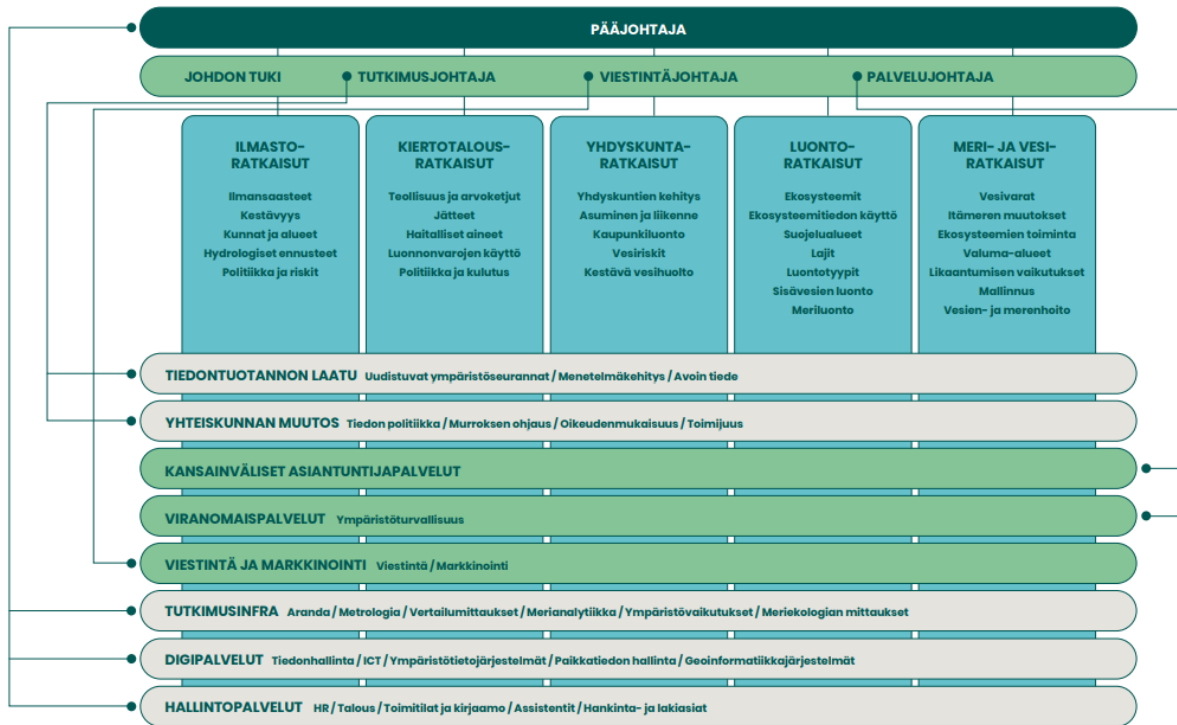 PÄÄJOHTAJA
JOHDON TUKI
TUTKIMUSJOHTAJA
VIESTINTÄJOHTAJA
PALVELUJOHTAJA
ILMASTO-
RATKAISUT
Ilmansaasteet
Kestävyys
Kunnat ja alueet
Hydrologiset ennusteet
Politiikka ja riskit
KIERTOTALOUS-
RATKAISUT
Teollisuus ja arvoketjut
Jätteet
Haitalliset aineet
Luonnonvarojen käyttö
Politiikka ja kulutus
YHDYSKUNTA-
RATKAISUT
Yhdyskuntien kehitys
Asuminen ja liikenne
Kaupunkiluonto
Vesiriskit
Kestävä vesihuolto
LUONTO-
RATKAISUT
Ekosysteemit
Ekosysteemitiedon käyttö
Suojelualueet
Lajit
Luontotyypit
Sisävesien luonto
Meriluonto
MERI- JA VESI-
RATKAISUT
Vesivarat
Itämeren muutokset
Ekosysteemien toiminta
Valuma-alueet
Likaantumisen vaikutukset
Mallinnus
Vesien- ja merenhoito
TIEDONTUOTANNON LAATU Uudistuvat ympäristöseurannat / Menetelmäkehitys / Avoin tiede
YHTEISKUNNAN MUUTOS Tiedon politiikka / Murroksen ohjaus / Oikeudenmukaisuus / Toimijuus
KANSAINVÄLISET ASIANTUNTIJAPALVELUT
VIRANOMAISPALVELUT Ympäristöturvallisuus
VIESTINTÄ JA MARKKINOINTI Viestintä / Markkinointi
TUTKIMUSINFRA Aranda / Metrologia / Vertailumittaukset / Merianalytiikka / Ympäristövaikutukset / Meriekologian mittaukset
DIGIPALVELUT Tiedonhallinta / ICT / Ympäristötietojärjestelmät / Paikkatiedon hallinta / Geoinformatiikkajärjestelmät
HALLINTOPALVELUT HR / Talous / Toimitilat ja kirjaamo / Assistentit / Hankinta- ja lakiasiat